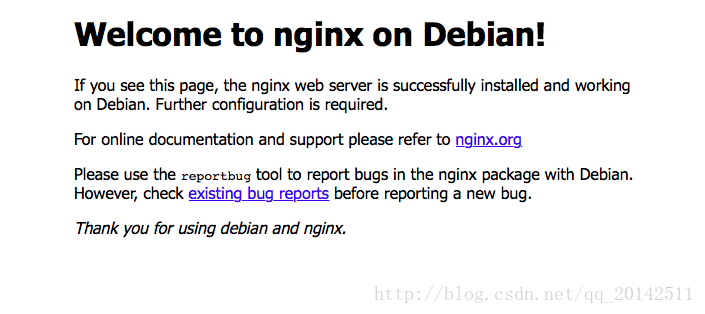 Welcome to nginx on Debian!
If you see this page, the nginx web server is successfully installed and working
on Debian. Further configuration is required.
For online documentation and support please refer to nginx.org
Please use the reportbug tool to report bugs in the nginx package with Debian.
However, check existing bug reports before reporting a new bug.
Thank you for using debian and nginx.
http://blog.csdn.net/qq_20142511